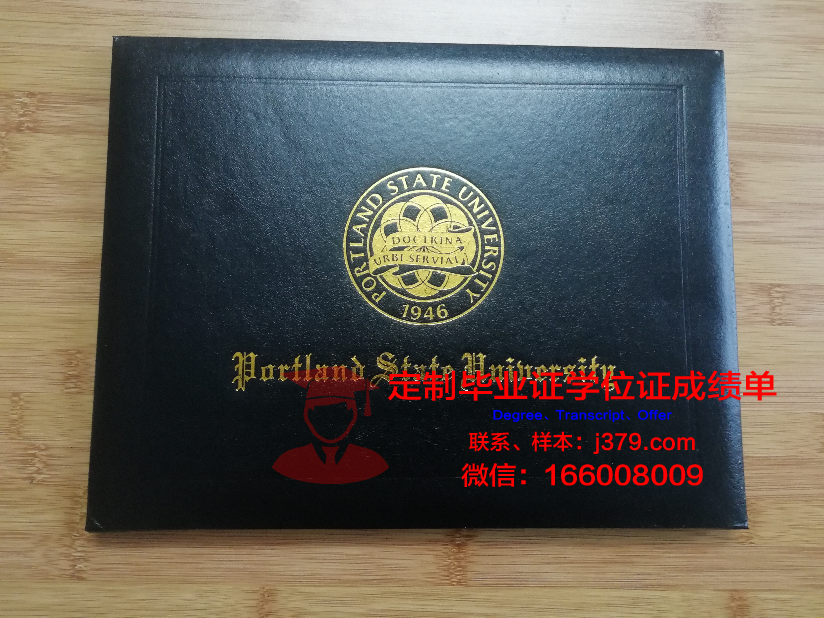 PORTLAND STATE UNIVERSITY
DOCTRINA
URBI SERVIAT
1946
Portland State University
定制毕业证学位证成绩单
Degree、Transcript、Offer
联系、样本：j379.com
微信：166008009